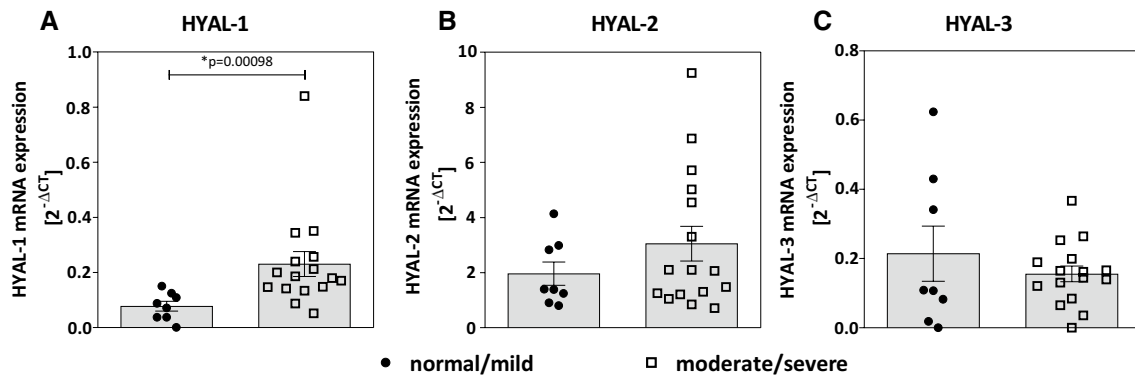 A
HYAL-1
HYAL-1 mRNA expression
[2^-ΔCT]
1.0
0.8
0.6
0.4
0.2
0.0
*p=0.00098
B
HYAL-2
HYAL-2 mRNA expression
[2^-ΔCT]
10
8
6
4
2
0
C
HYAL-3
HYAL-3 mRNA expression
[2^-ΔCT]
0.8
0.6
0.4
0.2
0.0
normal/mild
moderate/severe